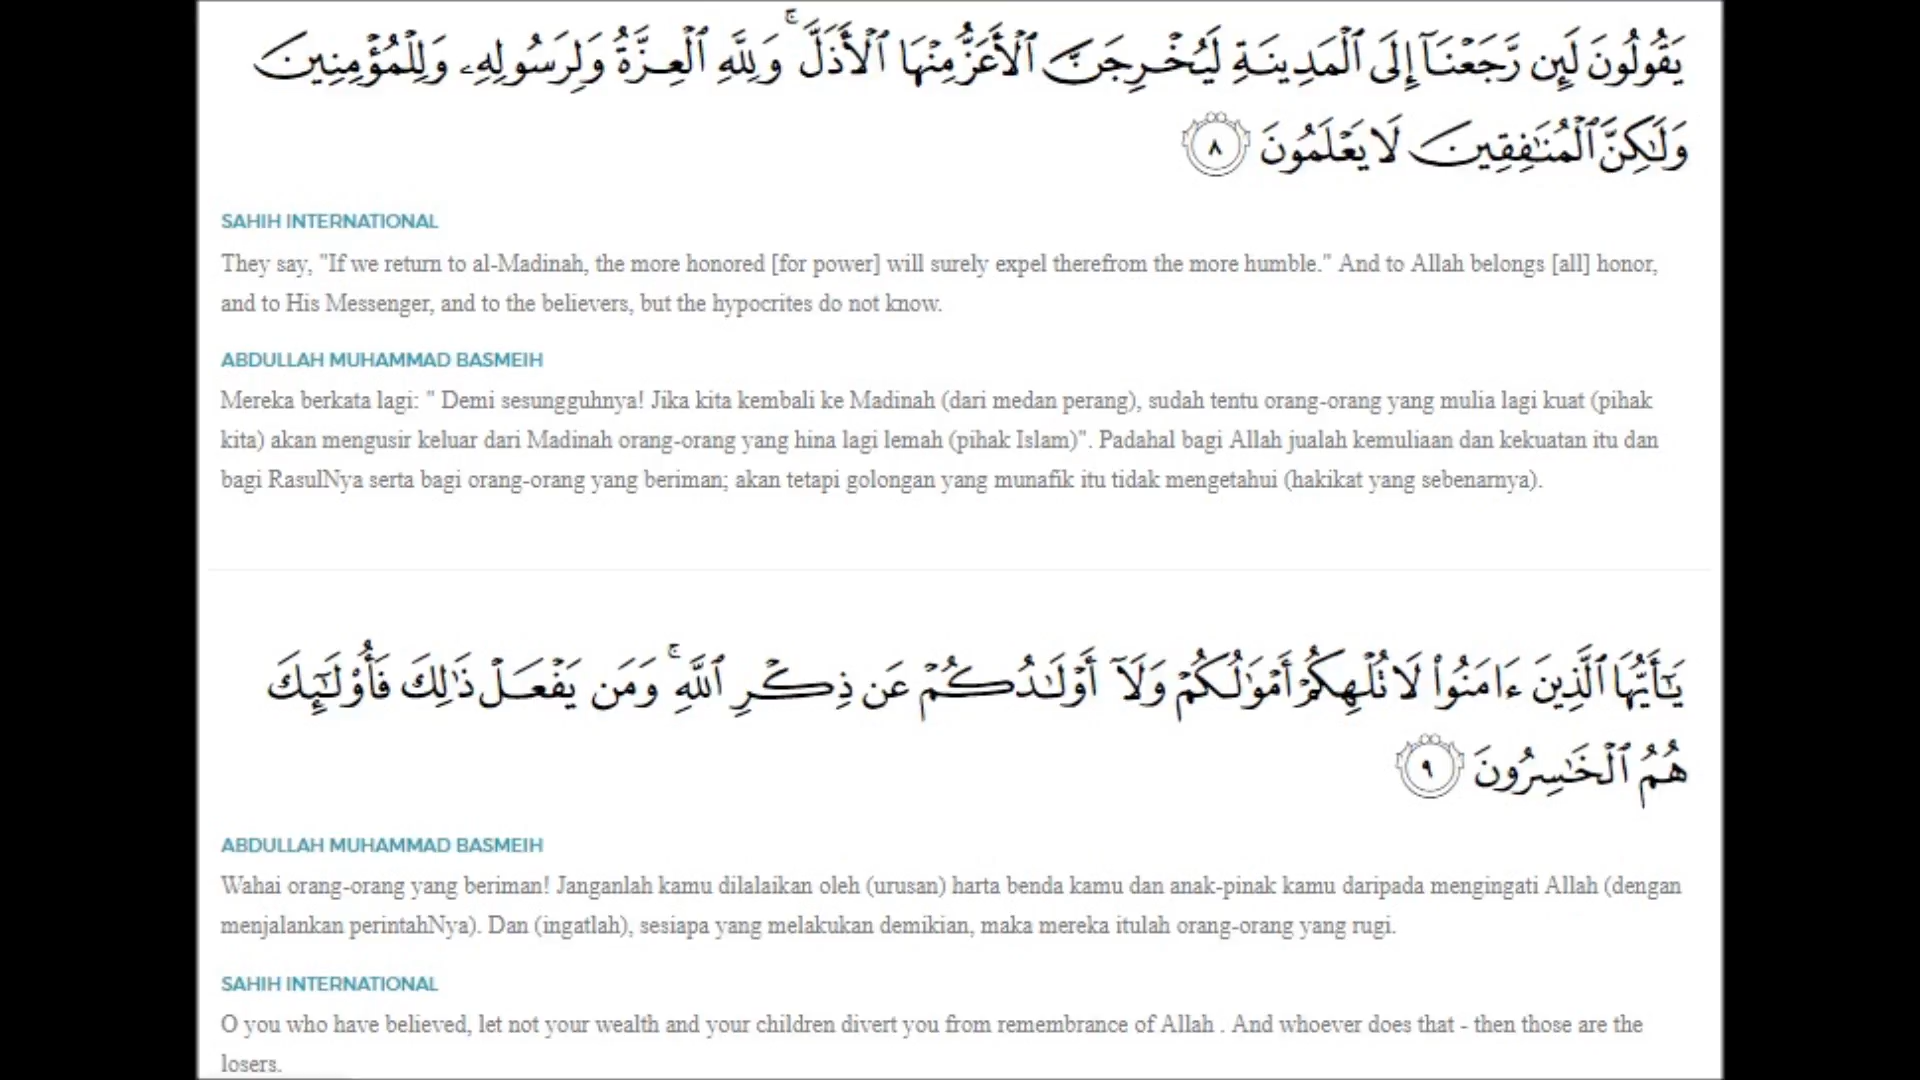 يَقُولُونَ لَئِن رَّجَعْنَآ إِلَى ٱلْمَدِينَةِ لَيُخْرِجَنَّ ٱلْأَعَزُّ مِنْهَا ٱلْأَذَلَّ ۚ وَلِلَّهِ ٱلْعِزَّةُ وَلِرَسُولِهِۦ وَلِلْمُؤْمِنِينَ
وَلَٰكِنَّ ٱلْمُنَٰفِقِينَ لَا يَعْلَمُونَ ٨
SAHIH INTERNATIONAL
They say, "If we return to al-Madinah, the more honored [for power] will surely expel therefrom the more humble." And to Allah belongs [all] honor,
and to His Messenger, and to the believers, but the hypocrites do not know.
ABDULLAH MUHAMMAD BASMEIH
Mereka berkata lagi: " Demi sesungguhnya! Jika kita kembali ke Madinah (dari medan perang), sudah tentu orang-orang yang mulia lagi kuat (pihak
kita) akan mengusir keluar dari Madinah orang-orang yang hina lagi lemah (pihak Islam)". Padahal bagi Allah jualah kemuliaan dan kekuatan itu dan
bagi RasulNya serta bagi orang-orang yang beriman; akan tetapi golongan yang munafik itu tidak mengetahui (hakikat yang sebenarnya).
يَٰٓأَيُّهَا ٱلَّذِينَ ءَامَنُوا۟ لَا تُلْهِكُمْ أَمْوَٰلُكُمْ وَلَآ أَوْلَٰدُكُمْ عَن ذِكْرِ ٱللَّهِ ۚ وَمَن يَفْعَلْ ذَٰلِكَ فَأُو۟لَٰٓئِكَ
هُمُ ٱلْخَٰسِرُونَ ٩
ABDULLAH MUHAMMAD BASMEIH
Wahai orang-orang yang beriman! Janganlah kamu dilalaikan oleh (urusan) harta benda kamu dan anak-pinak kamu daripada mengingati Allah (dengan
menjalankan perintahNya). Dan (ingatlah), sesiapa yang melakukan demikian, maka mereka itulah orang-orang yang rugi.
SAHIH INTERNATIONAL
O you who have believed, let not your wealth and your children divert you from remembrance of Allah . And whoever does that - then those are the
losers.